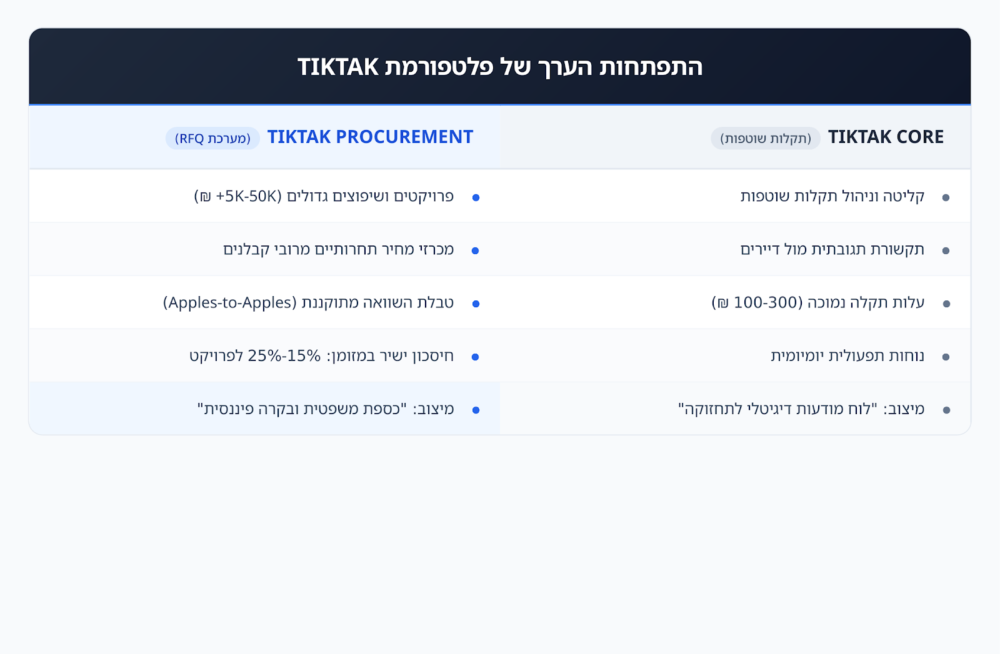 התפתחות הערך של פלטפורמת TIKTAK
TIKTAK CORE (תקלות שוטפות)
TIKTAK PROCUREMENT (מערכת RFQ)
קליטה וניהול תקלות שוטפות
פרויקטים ושיפוצים גדולים (5K-50K+ ₪)
תקשורת תגובתית מול דיירים
מכרזי מחיר תחרותיים מרובי קבלנים
עלות תקלה נמוכה (100-300 ₪)
טבלת השוואה מתוקננת (Apples-to-Apples)
נוחות תפעולית יומיומית
חיסכון ישיר במזומן: 15%-25% לפרויקט
מיצוב: "לוח מודעות דיגיטלי לתחזוקה"
מיצוב: "כספת משפטית ובקרה פיננסית"